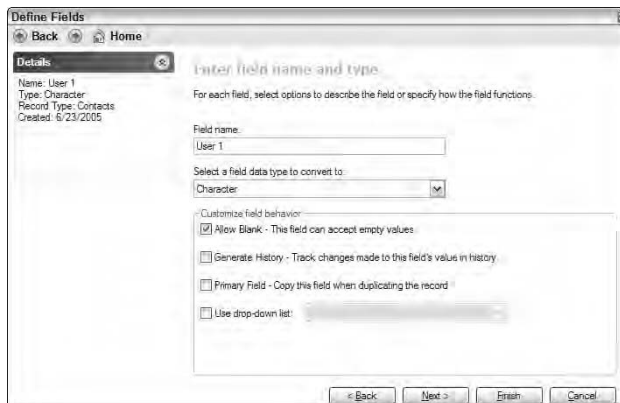 Define Fields
Back Home
Details
Name: User 1
Type: Character
Record Type: Contacts
Created: 6/23/2005
Enter field name and type
For each field, select options to describe the field or specify how the field functions.
Field name:
User 1
Select a field data type to convert to:
Character
Customize field behavior
Allow Blank - This field can accept empty values
Generate History - Track changes made to this field's value in history
Primary Field - Copy this field when duplicating the record
Use drop-down list:
< Back Next > Finish Cancel